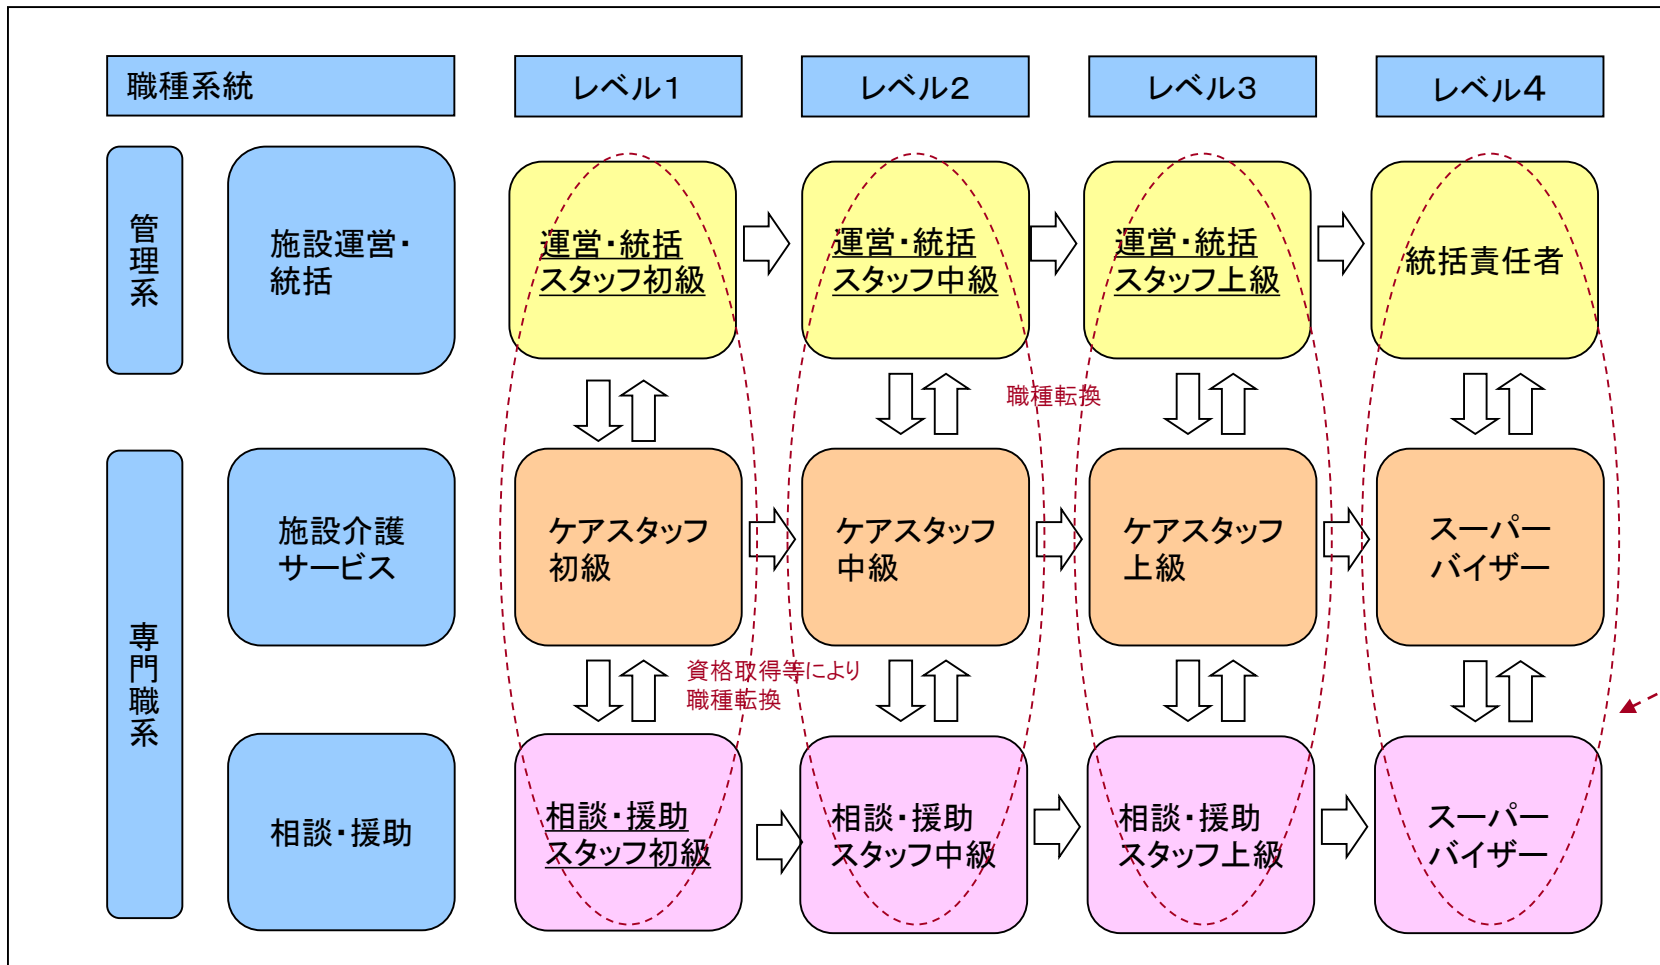 職種系統
レベル1
レベル2
レベル3
レベル4
管理系
施設運営・
統括
運営・統括
スタッフ初級
運営・統括
スタッフ中級
運営・統括
スタッフ上級
統括責任者
職種転換
専門職系
施設介護
サービス
ケアスタッフ
初級
ケアスタッフ
中級
ケアスタッフ
上級
スーパー
バイザー
資格取得等により
職種転換
相談・援助
相談・援助
スタッフ初級
相談・援助
スタッフ中級
相談・援助
スタッフ上級
スーパー
バイザー